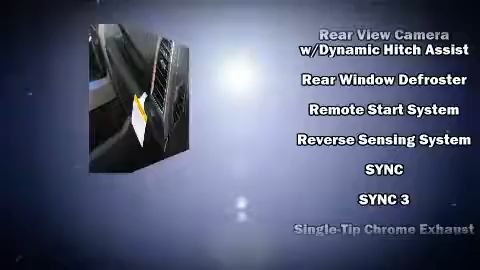 Rear View Camera
w/Dynamic Hitch Assist
Rear Window Defroster
Remote Start System
Reverse Sensing System
SYNC
SYNC 3
Single-Tip Chrome Exhaust